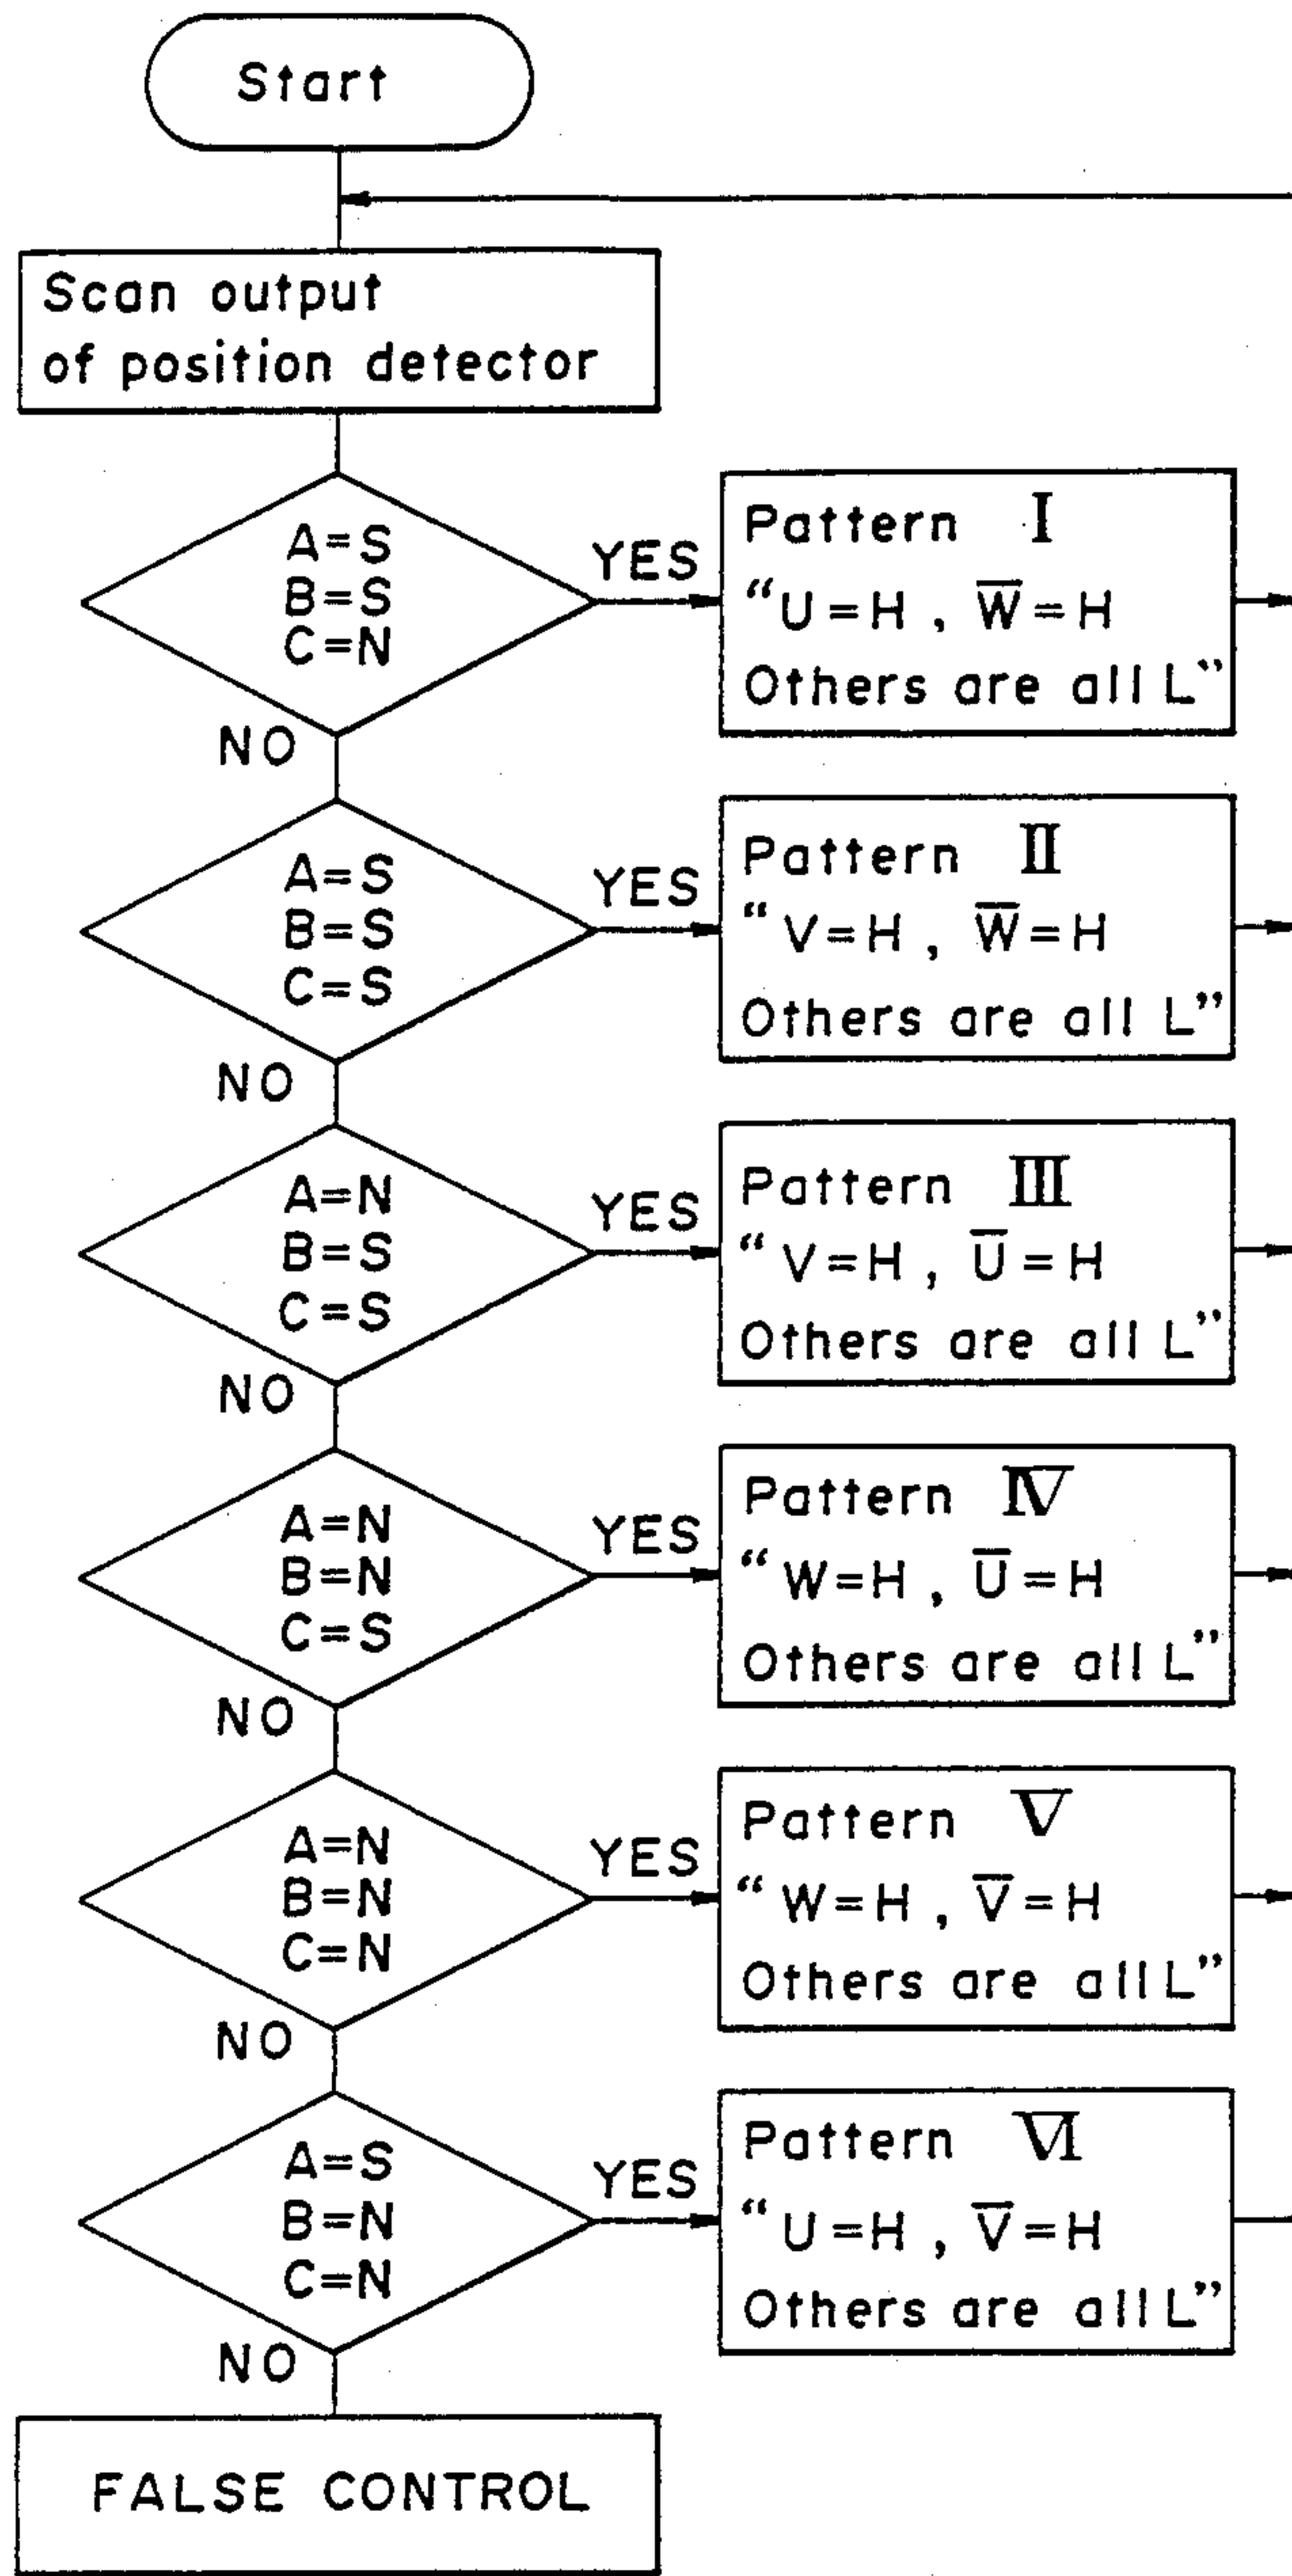 Start
Scan output
of position detector
A=S
B=S
C=N
YES
NO
Pattern I
“U=H, W̅=H
Others are all L”
A=S
B=S
C=S
YES
NO
Pattern II
“V=H, W̅=H
Others are all L”
A=N
B=S
C=S
YES
NO
Pattern III
“V=H, U̅=H
Others are all L”
A=N
B=N
C=S
YES
NO
Pattern IV
“W=H, U̅=H
Others are all L”
A=N
B=N
C=N
YES
NO
Pattern V
“W=H, V̅=H
Others are all L”
A=S
B=N
C=N
YES
NO
Pattern VI
“U=H, V̅=H
Others are all L”
FALSE CONTROL